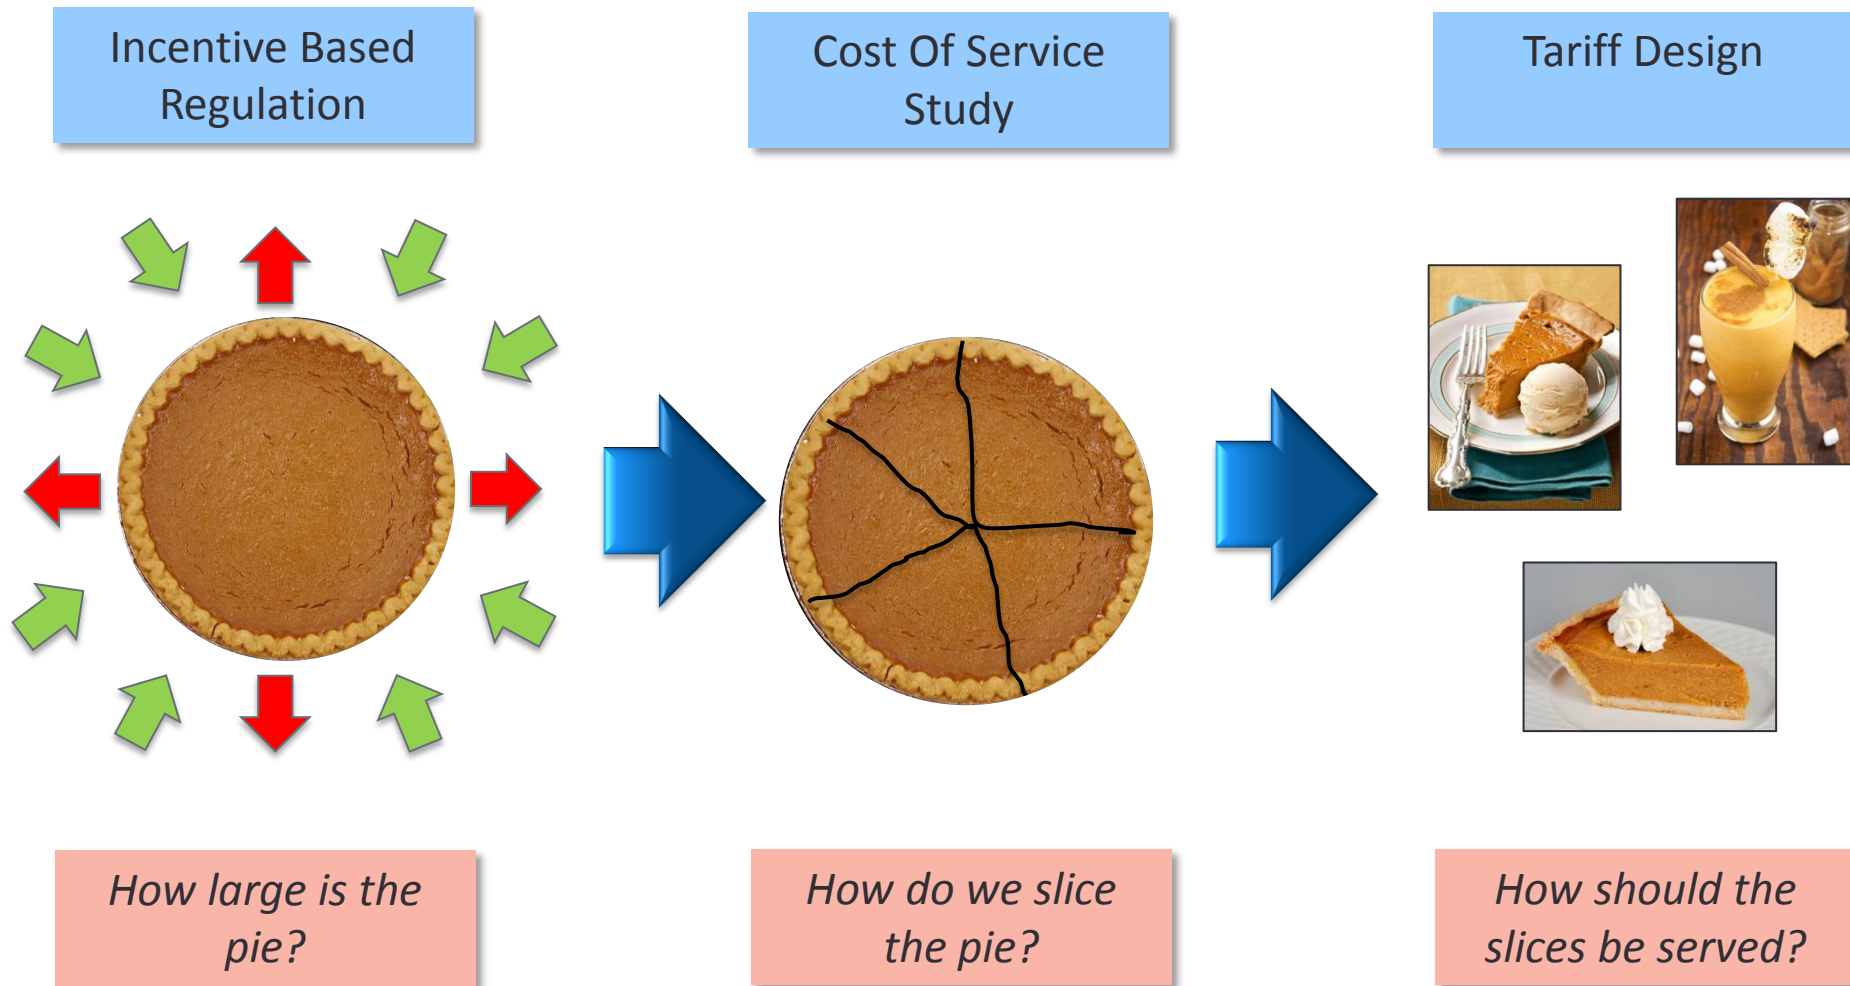 Incentive Based
Regulation
Cost Of Service
Study
Tariff Design
How large is the
pie?
How do we slice
the pie?
How should the
slices be served?